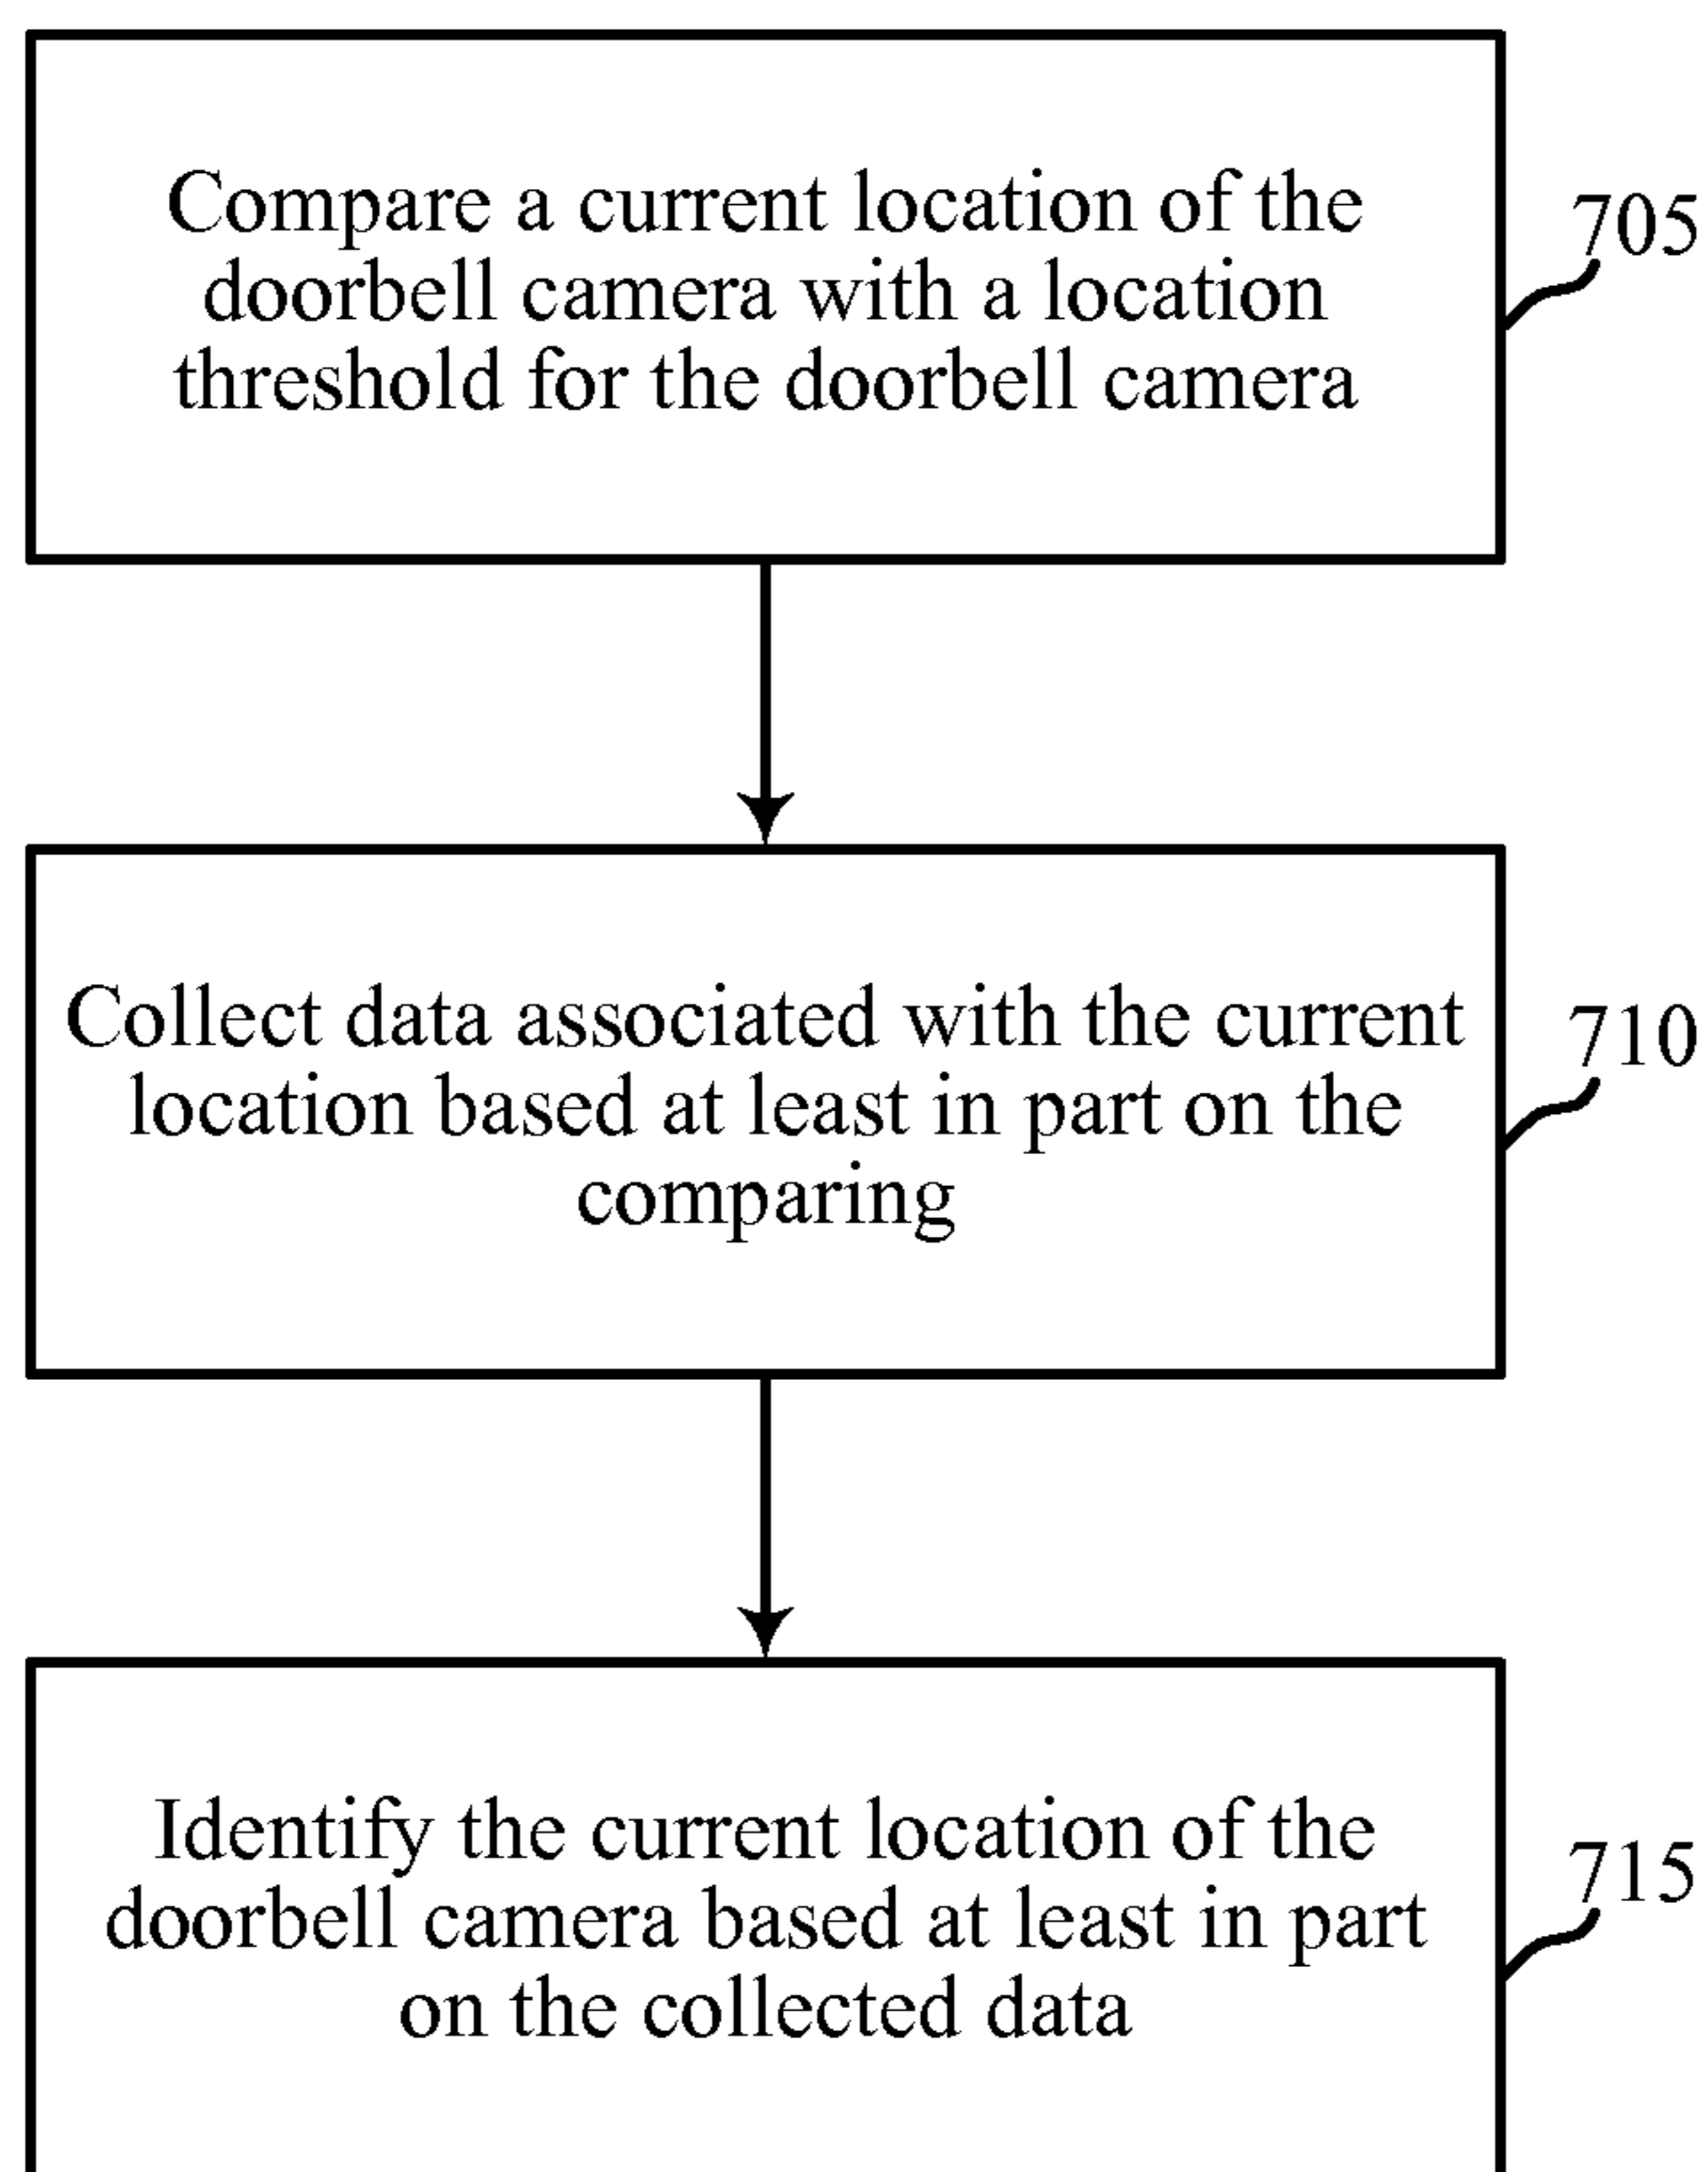 Compare a current location of the
doorbell camera with a location
threshold for the doorbell camera
705
Collect data associated with the current
location based at least in part on the
comparing
710
Identify the current location of the
doorbell camera based at least in part
on the collected data
715